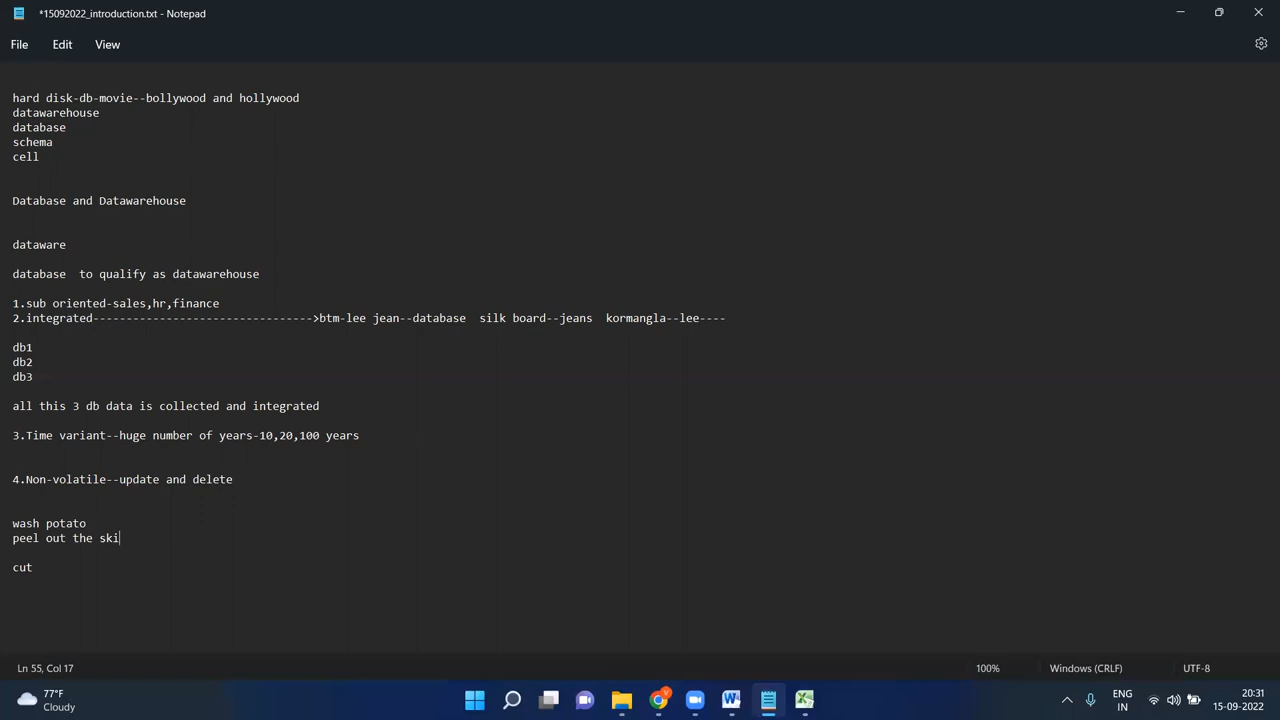 *15092022_introduction.txt - Notepad
File Edit View
hard disk-db-movie--bollywood and hollywood
datawarehouse
database
schema
cell
Database and Datawarehouse
dataware
database  to qualify as datawarehouse
1.sub oriented-sales,hr,finance
2.integrated--------------------------------->btm-lee jean--database  silk board--jeans  kormangla--lee----
db1
db2
db3
all this 3 db data is collected and integrated
3.Time variant--huge number of years-10,20,100 years
4.Non-volatile--update and delete
wash potato
peel out the ski
cut
Ln 55, Col 17 100% Windows (CRLF) UTF-8
77°F
Cloudy
ENG
IN
20:31
15-09-2022